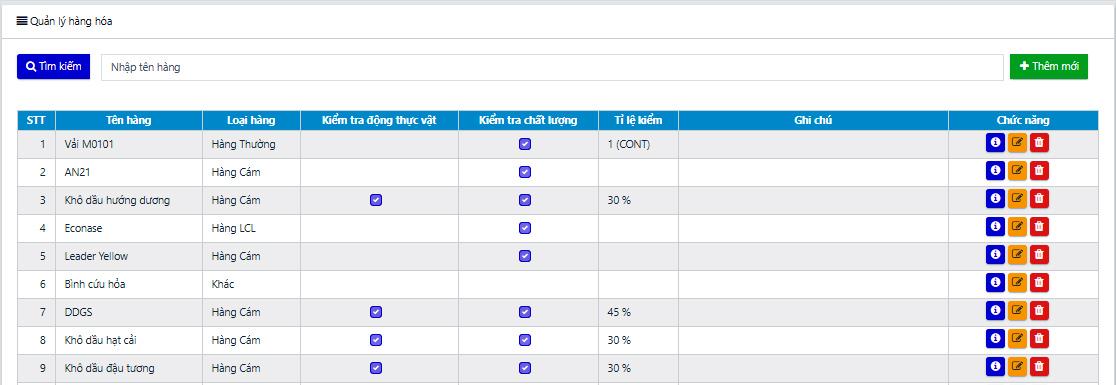 Quản lý hàng hóa
Tìm kiếm Nhập tên hàng Thêm mới
STT Tên hàng Loại hàng Kiểm tra động thực vật Kiểm tra chất lượng Tỉ lệ kiểm Ghi chú Chức năng
1 Vải M0101 Hàng Thường 1 (CONT)
2 AN21 Hàng Cám
3 Khô dầu hướng dương Hàng Cám 30 %
4 Econase Hàng LCL
5 Leader Yellow Hàng Cám
6 Bình cứu hỏa Khác
7 DDGS Hàng Cám 45 %
8 Khô dầu hạt cải Hàng Cám 30 %
9 Khô dầu đậu tương Hàng Cám 30 %